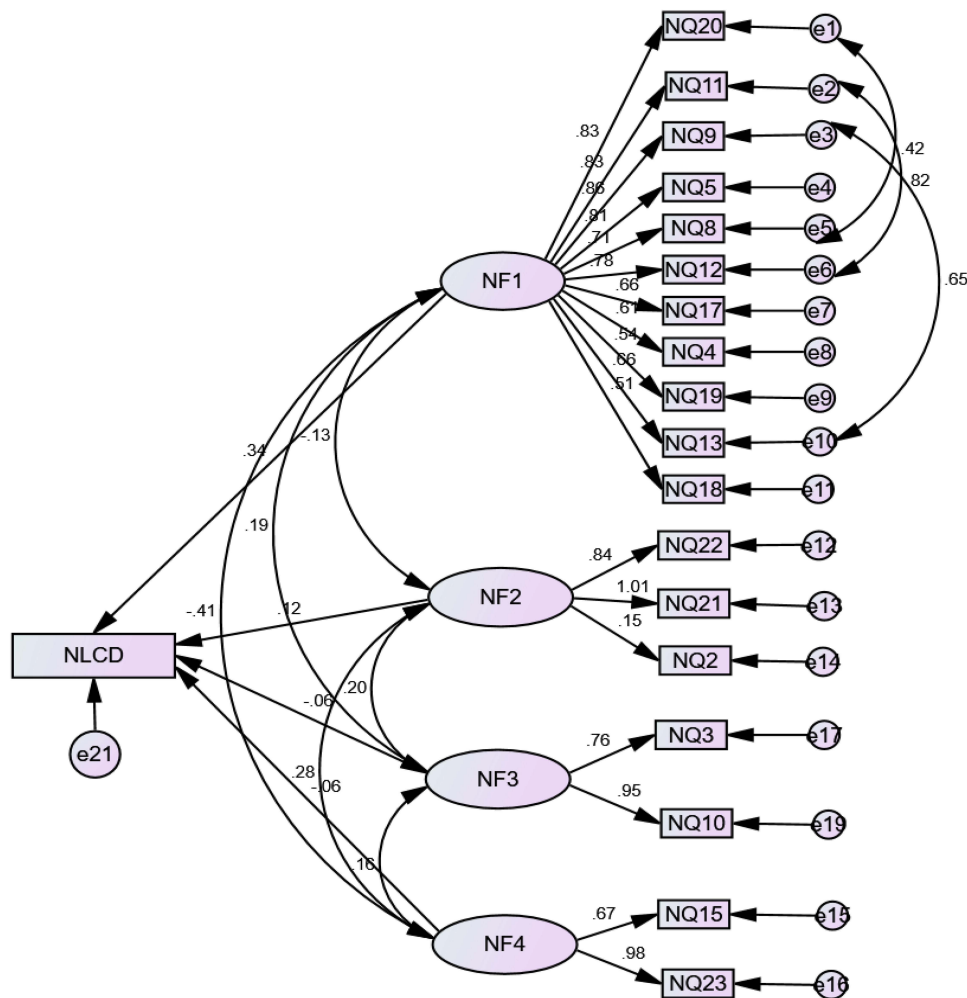 NQ20
e1
NQ11
e2
NQ9
e3
.83
.42
.83
.82
NQ5
e4
.86
.81
NQ8
e5
.71
.78
NQ12
e6
NF1
.65
.66
NQ17
e7
.61
NQ4
e8
.54
.66
NQ19
e9
.51
NQ13
e10
.34
-.13
NQ18
e11
.19
NQ22
e12
.84
NF2
1.01
NQ21
e13
-.41
.12
.15
NLCD
NQ2
e14
.20
-.06
NQ3
e17
.76
e21
NF3
.28
-.06
.95
NQ10
e19
.16
.67
NQ15
e15
NF4
.98
NQ23
e16